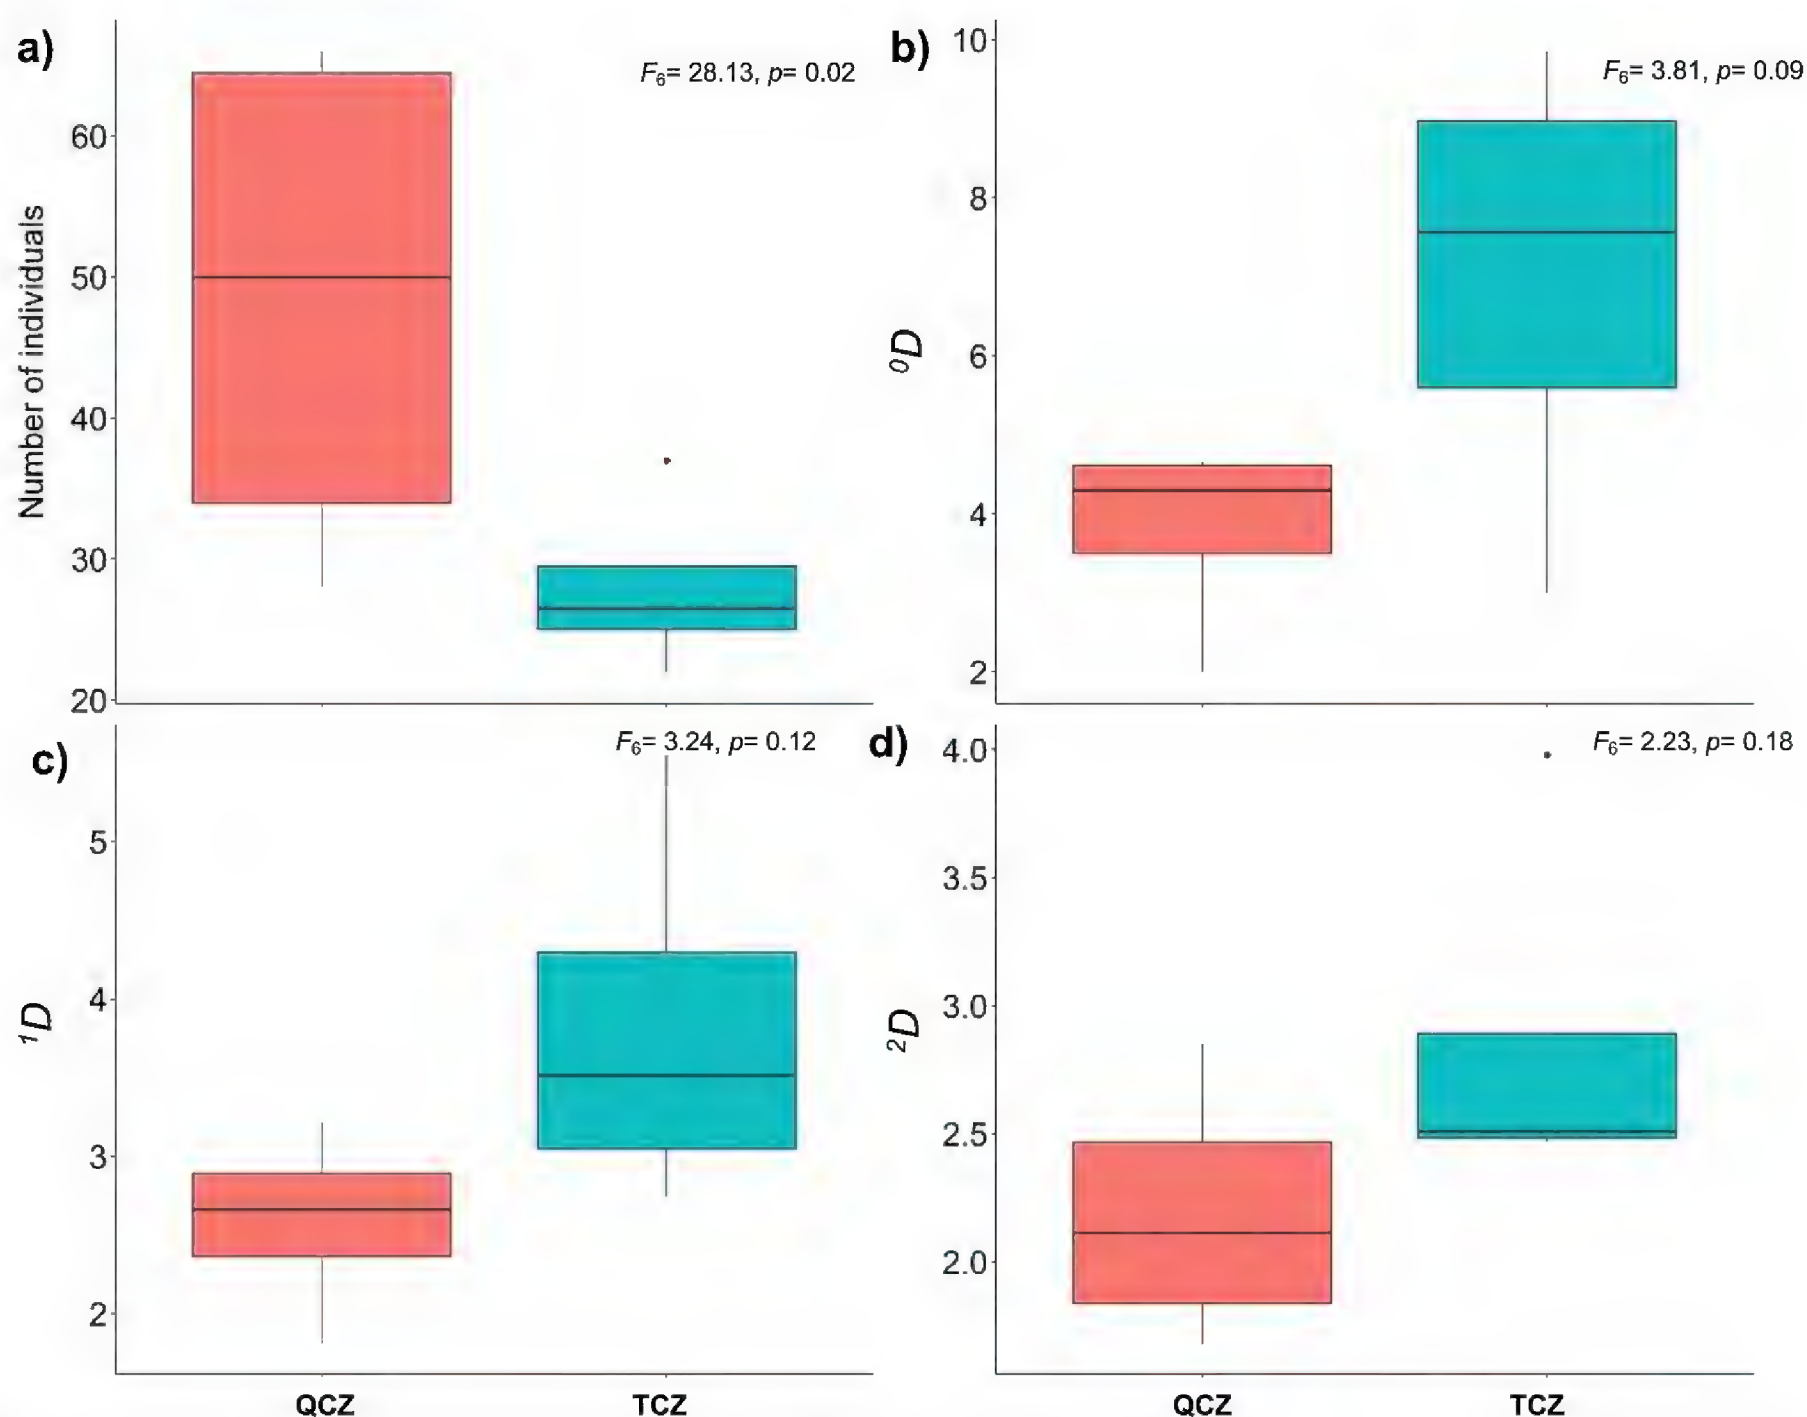 a)
F6= 28.13, p= 0.02
60
50
40
30
20
Number of individuals
b)
F6= 3.81, p= 0.09
10
8
6
4
2
0D
c)
F6= 3.24, p= 0.12
5
4
3
2
1D
QCZ TCZ
d)
F6= 2.23, p= 0.18
4.0
3.5
3.0
2.5
2.0
2D
QCZ TCZ